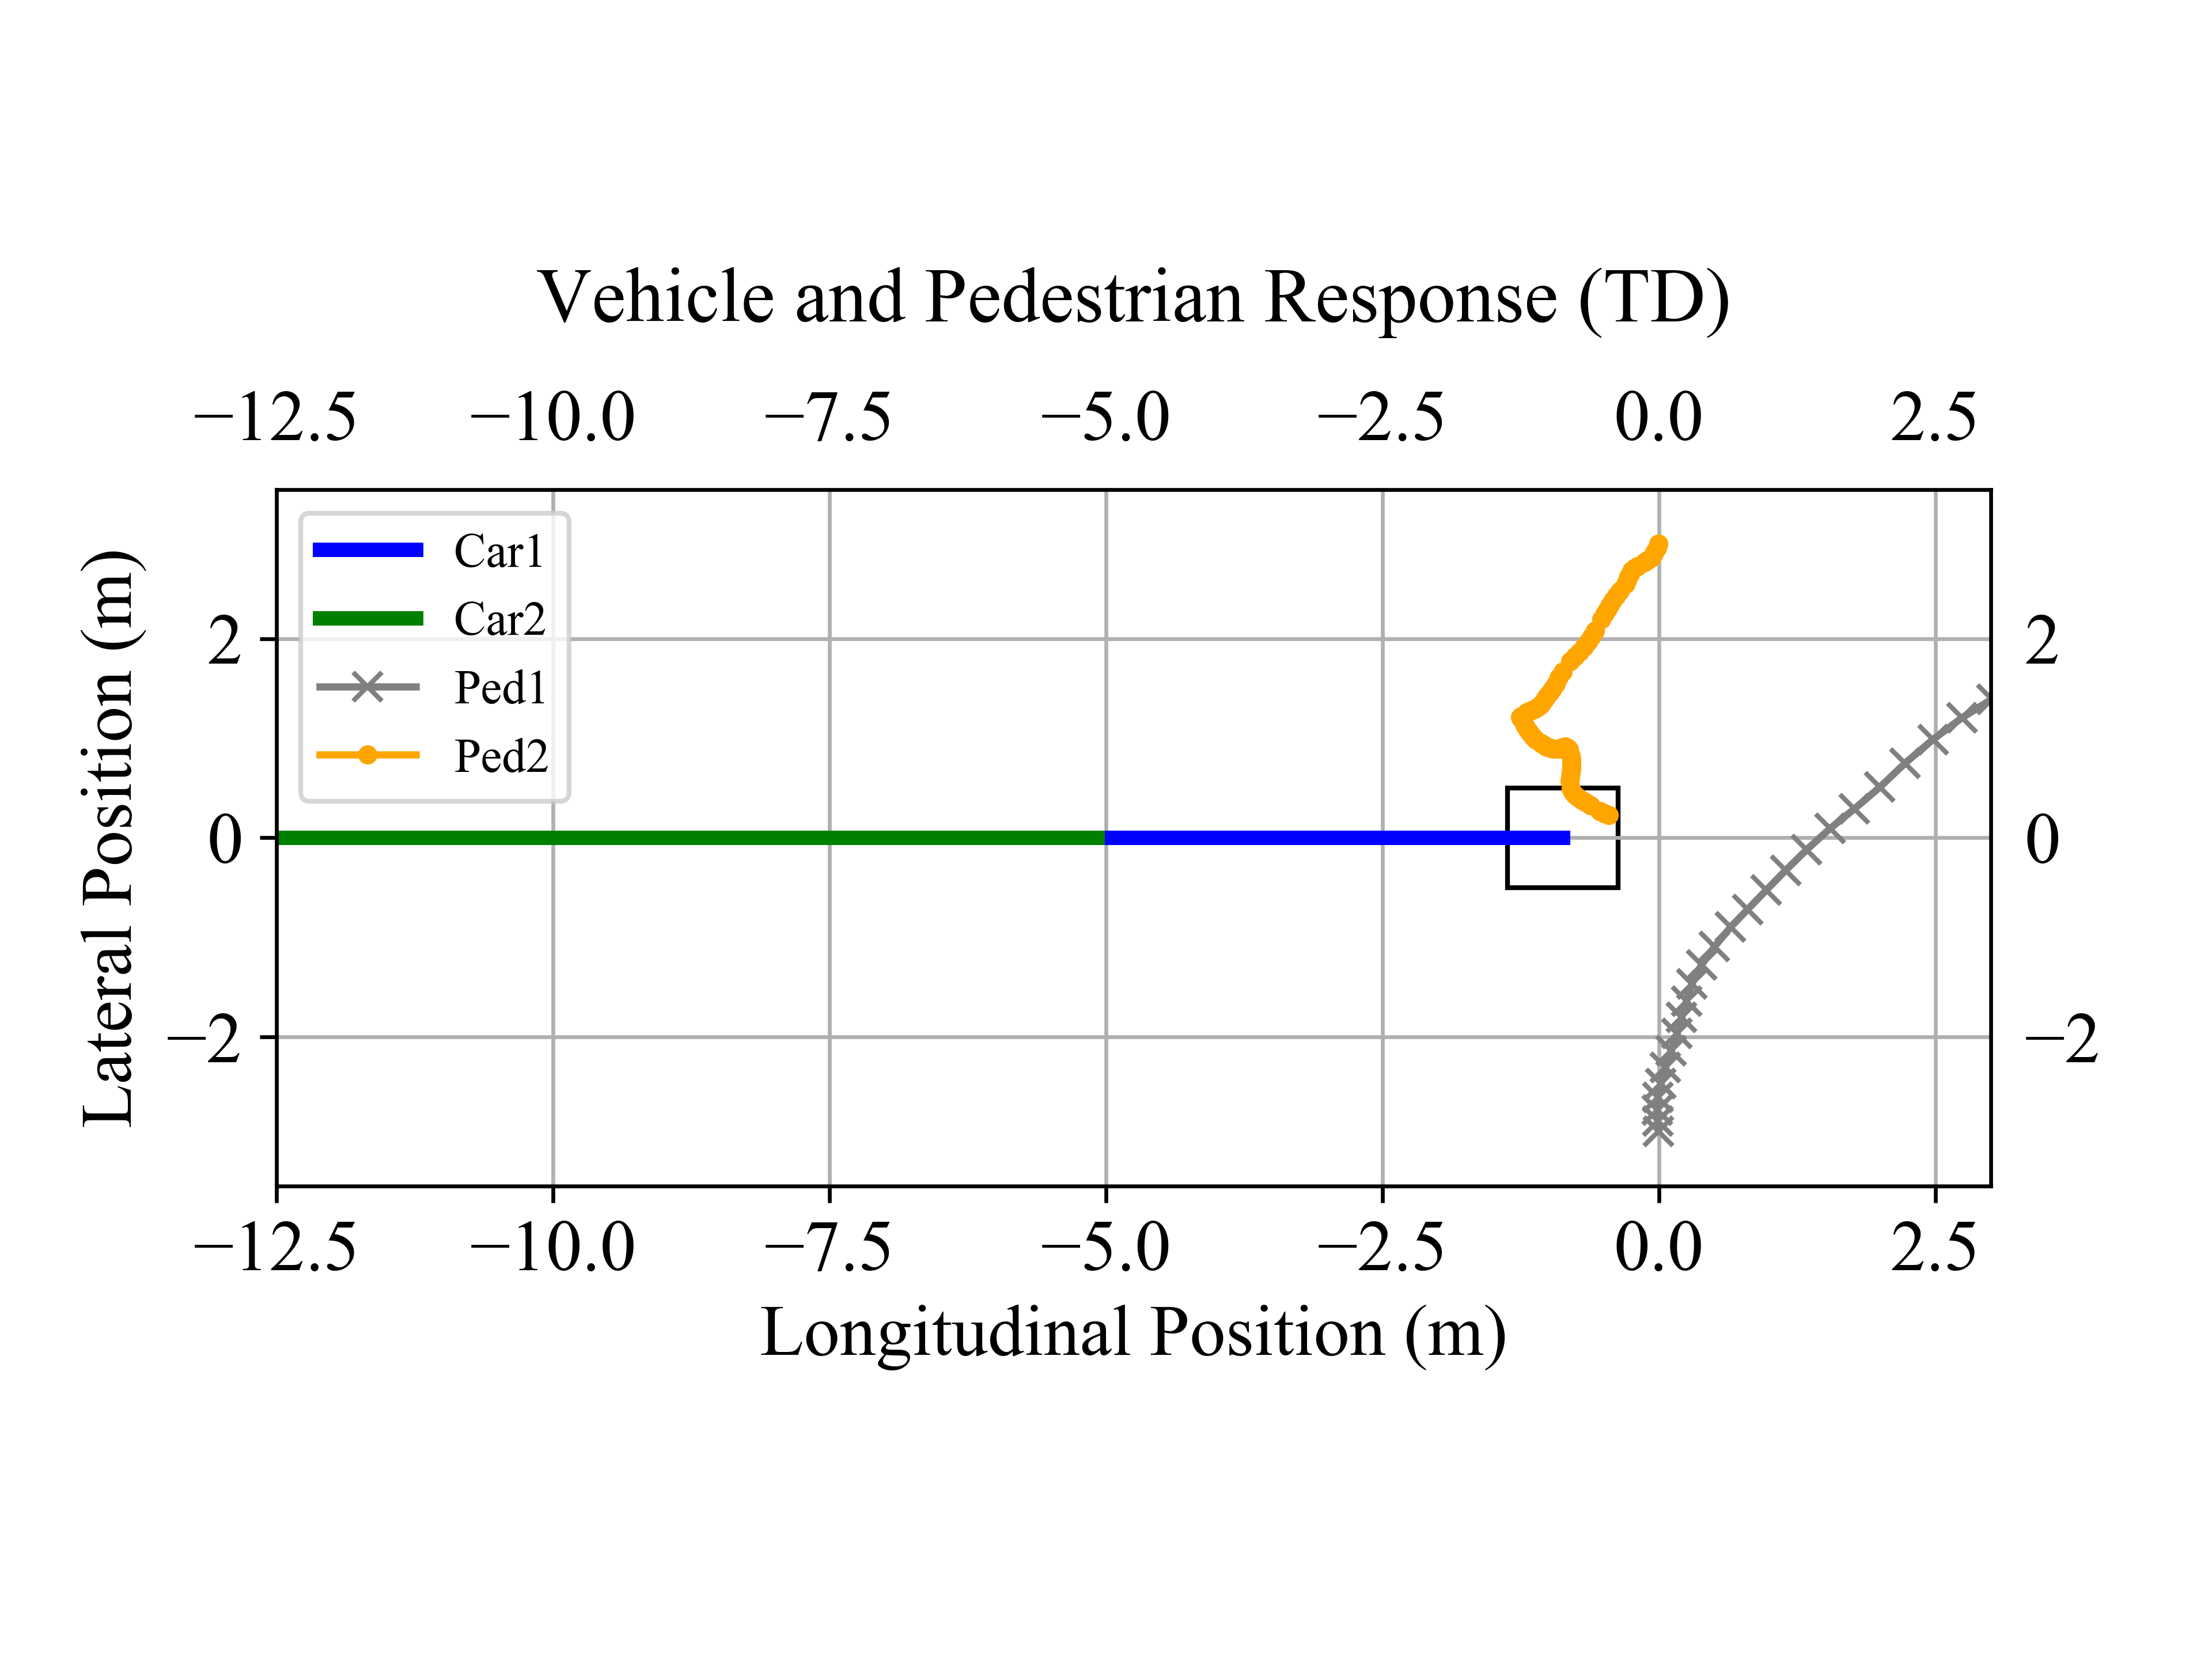 Vehicle and Pedestrian Response (TD)
−12.5 −10.0 −7.5 −5.0 −2.5 0.0 2.5
Car1
Car2
Ped1
Ped2
Lateral Position (m)
2 2
0 0
−2 −2
−12.5 −10.0 −7.5 −5.0 −2.5 0.0 2.5
Longitudinal Position (m)